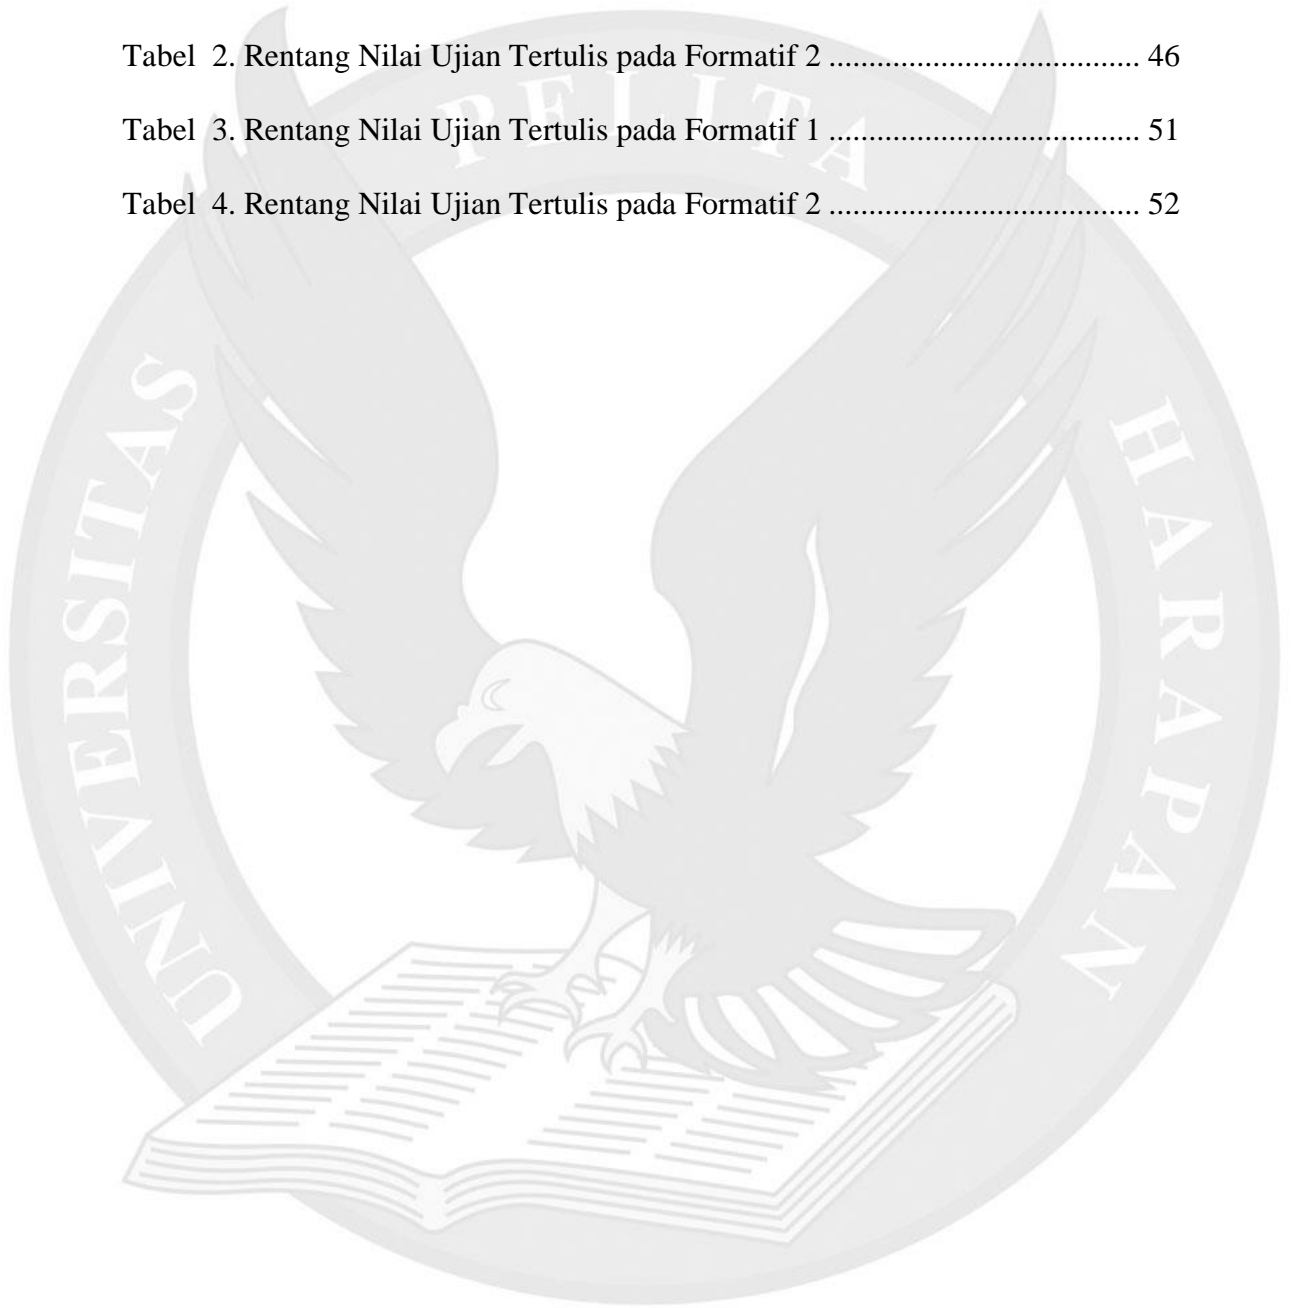 Tabel  2. Rentang Nilai Ujian Tertulis pada Formatif 2 ....................................... 46
Tabel  3. Rentang Nilai Ujian Tertulis pada Formatif 1 ....................................... 51
Tabel  4. Rentang Nilai Ujian Tertulis pada Formatif 2 ....................................... 52
UNIVERSITAS PELITA HARAPAN